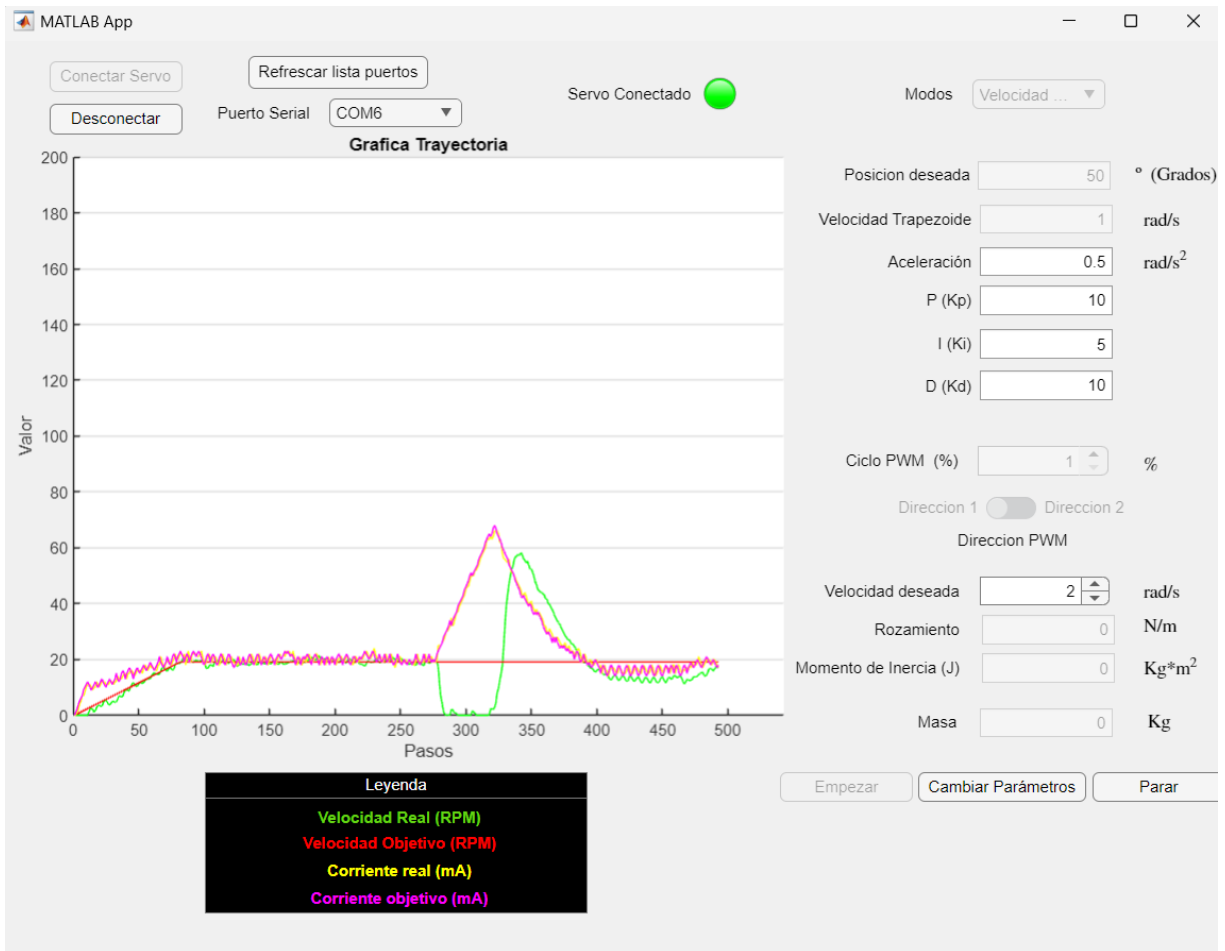 MATLAB App
Conectar Servo
Refrescar lista puertos
Servo Conectado
Modos
Velocidad ...
Desconectar
Puerto Serial
COM6
Grafica Trayectoria
200
180
160
140
120
100
80
60
40
20
0
Valor
0 50 100 150 200 250 300 350 400 450 500
Pasos
Posicion deseada 50 º (Grados)
Velocidad Trapezoide 1 rad/s
Aceleración 0.5 rad/s²
P (Kp) 10
I (Ki) 5
D (Kd) 10
Ciclo PWM (%) 1 %
Direccion 1 Direccion 2
Direccion PWM
Velocidad deseada 2 rad/s
Rozamiento 0 N/m
Momento de Inercia (J) 0 Kg*m²
Masa 0 Kg
Empezar
Cambiar Parámetros
Parar
Leyenda
Velocidad Real (RPM)
Velocidad Objetivo (RPM)
Corriente real (mA)
Corriente objetivo (mA)